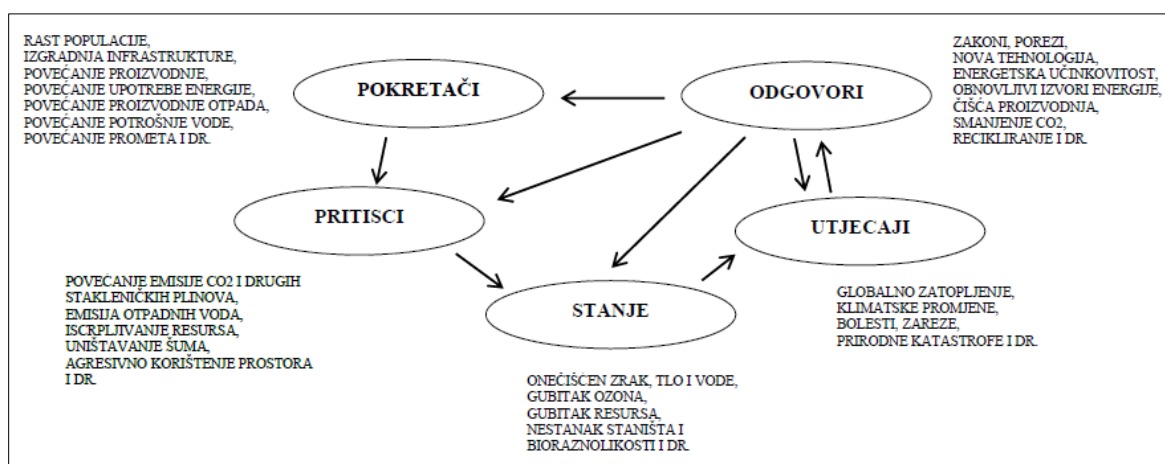 RAST POPULACIJE,
IZGRADNJA INFRASTRUKTURE,
POVEĆANJE PROIZVODNJE,
POVEĆANJE UPOTREBE ENERGIJE,
POVEĆANJE PROIZVODNJE OTPADA,
POVEĆANJE POTROŠNJE VODE,
POVEĆANJE PROMETA I DR.
POKRETAČI
ODGOVORI
ZAKONI, POREZI,
NOVA TEHNOLOGIJA,
ENERGETSKA UČINKOVITOST,
OBNOVLJIVI IZVORI ENERGIJE,
ČIŠĆA PROIZVODNJA,
SMANJENJE CO2,
RECIKLIRANJE I DR.
PRITISCI
UTJECAJI
POVEĆANJE EMISIJE CO2 I DRUGIH
STAKLENIČKIH PLINOVA,
EMISIJA OTPADNIH VODA,
ISCRPLJIVANJE RESURSA,
UNIŠTAVANJE ŠUMA,
AGRESIVNO KORIŠTENJE PROSTORA
I DR.
STANJE
GLOBALNO ZATOPLJENJE,
KLIMATSKE PROMJENE,
BOLESTI, ZAREZE,
PRIRODNE KATASTROFE I DR.
ONEČIŠĆEN ZRAK, TLO I VODE,
GUBITAK OZONA,
GUBITAK RESURSA,
NESTANAK STANIŠTA I
BIORAZNOLIKOSTI I DR.